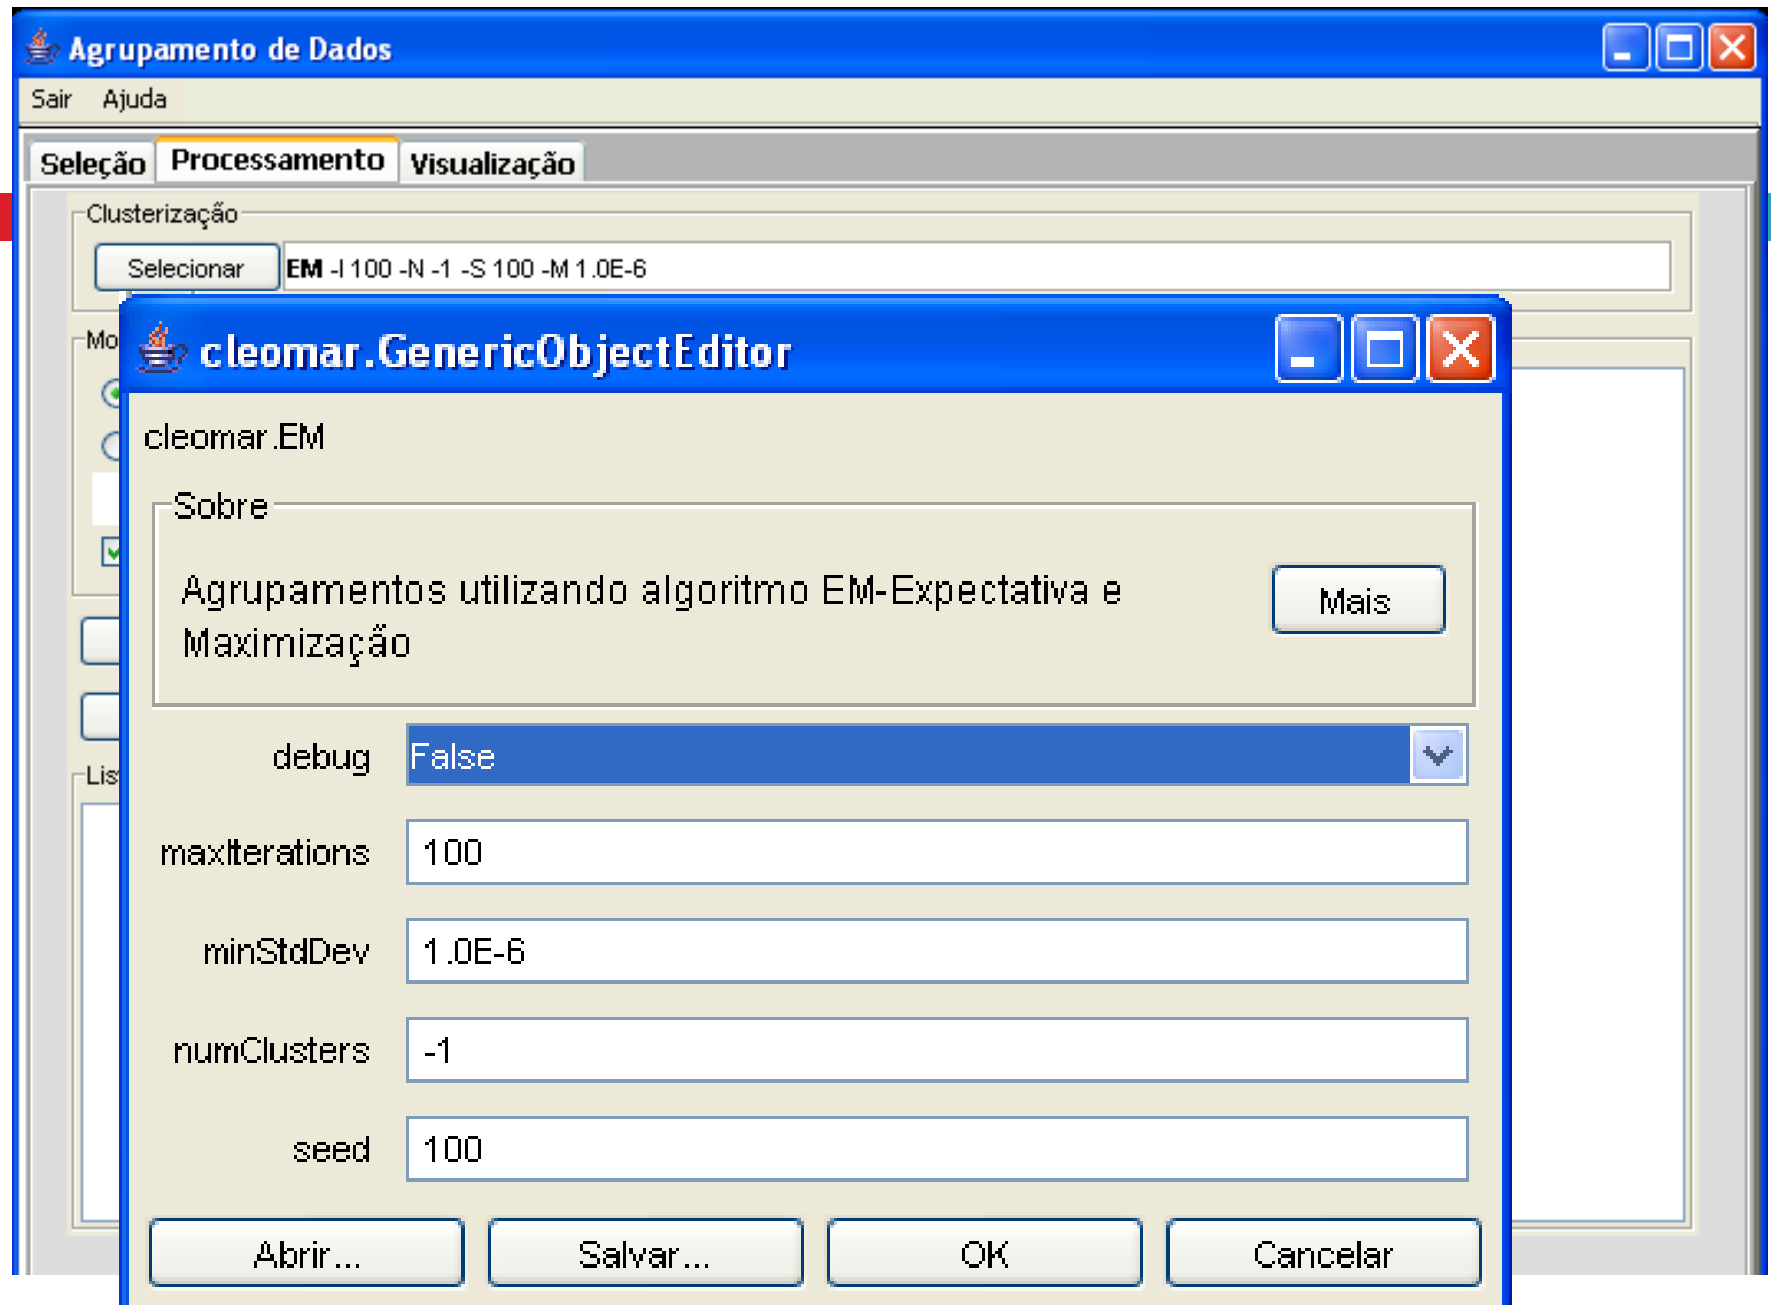 Agrupamento de Dados
Sair Ajuda
Seleção Processamento Visualização
Clusterização
Selecionar EM -I 100 -N -1 -S 100 -M 1.0E-6
cleomar.GenericObjectEditor
cleomar.EM
Sobre
Agrupamentos utilizando algoritmo EM-Expectativa e
Maximização
Mais
debug False
maxIterations 100
minStdDev 1.0E-6
numClusters -1
seed 100
Abrir... Salvar... OK Cancelar